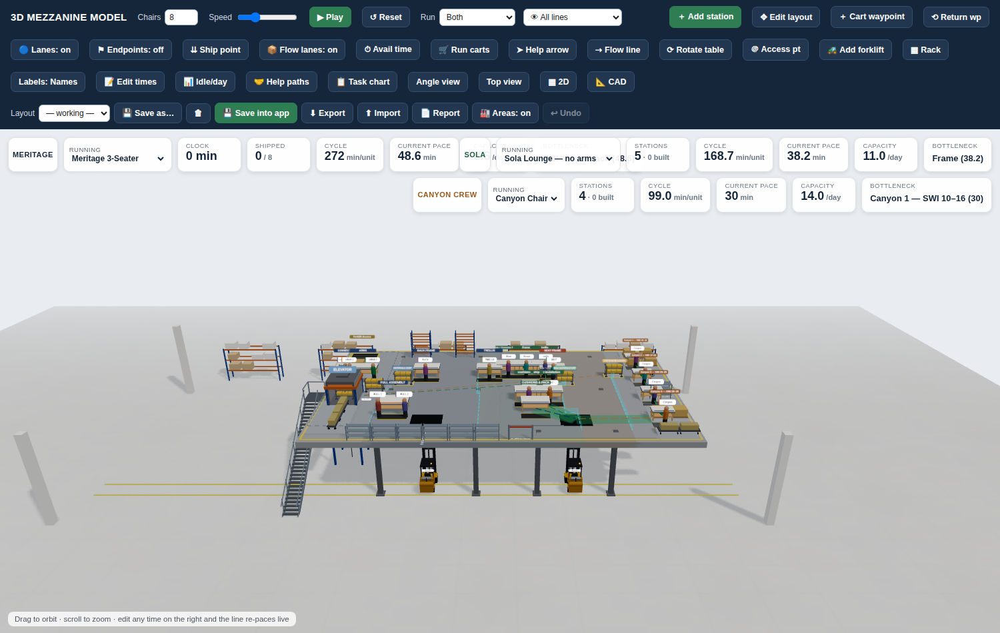 3D MEZZANINE MODEL Chairs 8 Speed ▶ Play ↺ Reset Run Both 👁 All lines + Add station ✥ Edit layout + Cart waypoint ⟲ Return wp
🔵 Lanes: on ⚑ Endpoints: off ⇊ Ship point 📦 Flow lanes: on ⏱ Avail time 🛒 Run carts ➤ Help arrow ⇢ Flow line ⟳ Rotate table @ Access pt 🚜 Add forklift ▦ Rack
Labels: Names 📝 Edit times 📊 Idle/day 🤝 Help paths 📋 Task chart Angle view Top view ▦ 2D 📐 CAD
Layout — working — 💾 Save as… 🗑 💾 Save into app ⬇ Export ⬆ Import 📄 Report 🏭 Areas: on ↩ Undo
MERITAGE RUNNING Meritage 3-Seater CLOCK 0 min SHIPPED 0 / 8 CYCLE 272 min/unit CURRENT PACE 48.6 min
SOLA RUNNING Sola Lounge — no arms STATIONS 5 · 0 built CYCLE 168.7 min/unit CURRENT PACE 38.2 min CAPACITY 11.0 /day BOTTLENECK Frame (38.2)
CANYON CREW RUNNING Canyon Chair STATIONS 4 · 0 built CYCLE 99.0 min/unit CURRENT PACE 30 min CAPACITY 14.0 /day BOTTLENECK Canyon 1 — SWI 10–16 (30)
BACK FRAME
SEAT FRAME
ELEVATOR
FULL ASSEMBLY
CUSHIONS & PACK
Drag to orbit · scroll to zoom · edit any time on the right and the line re-paces live